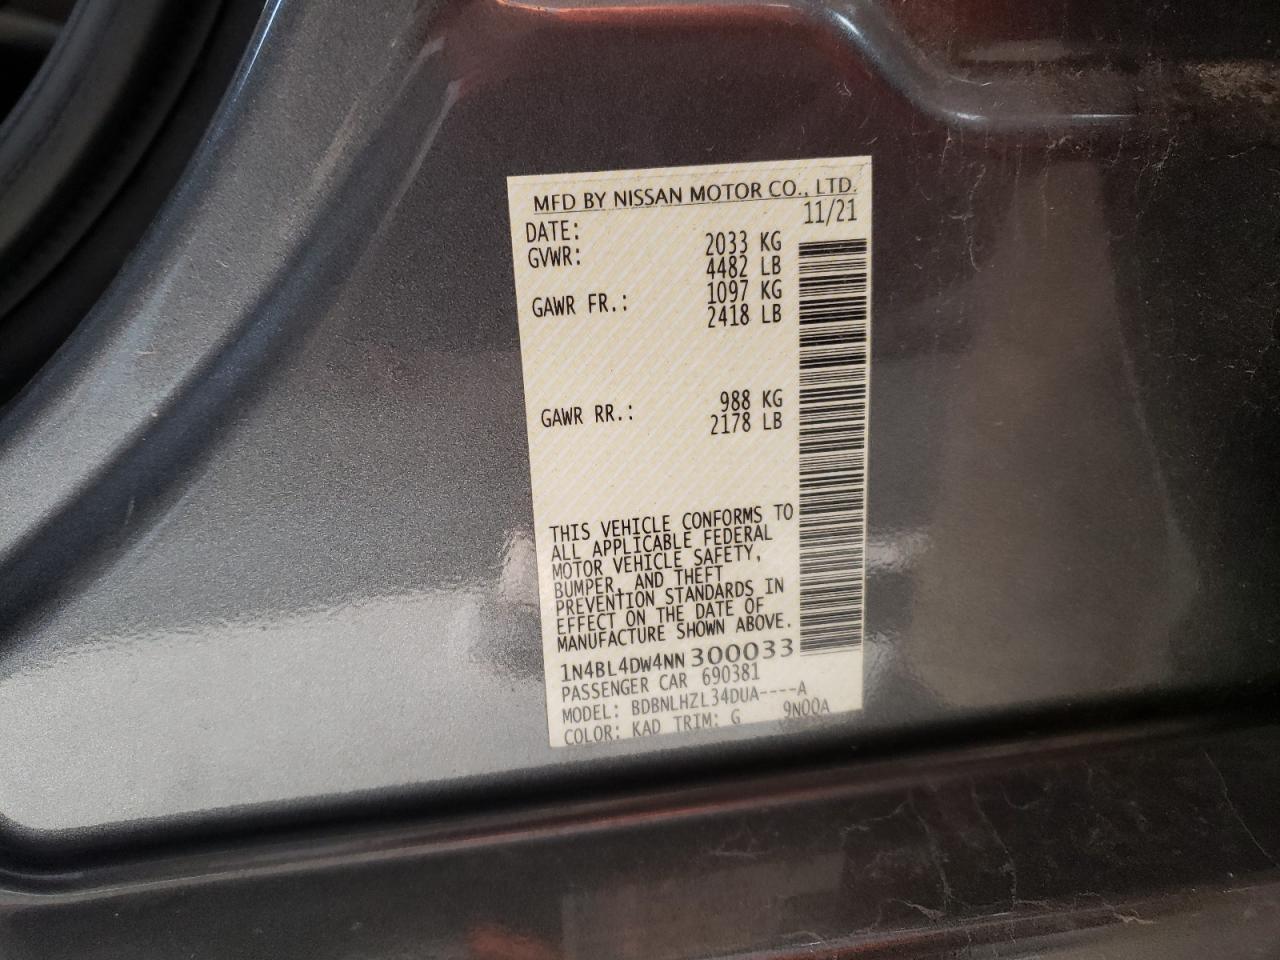 MFD BY NISSAN MOTOR CO., LTD.
DATE: 11/21
GVWR: 2033 KG
4482 LB
GAWR FR.: 1097 KG
2418 LB
GAWR RR.: 988 KG
2178 LB
THIS VEHICLE CONFORMS TO
ALL APPLICABLE FEDERAL
MOTOR VEHICLE SAFETY,
BUMPER, AND THEFT
PREVENTION STANDARDS IN
EFFECT ON THE DATE OF
MANUFACTURE SHOWN ABOVE.
1N4BL4DW4NN300033
PASSENGER CAR 690381
MODEL: BDBNLHZL34DUA----A
COLOR: KAD TRIM: G 9N00A